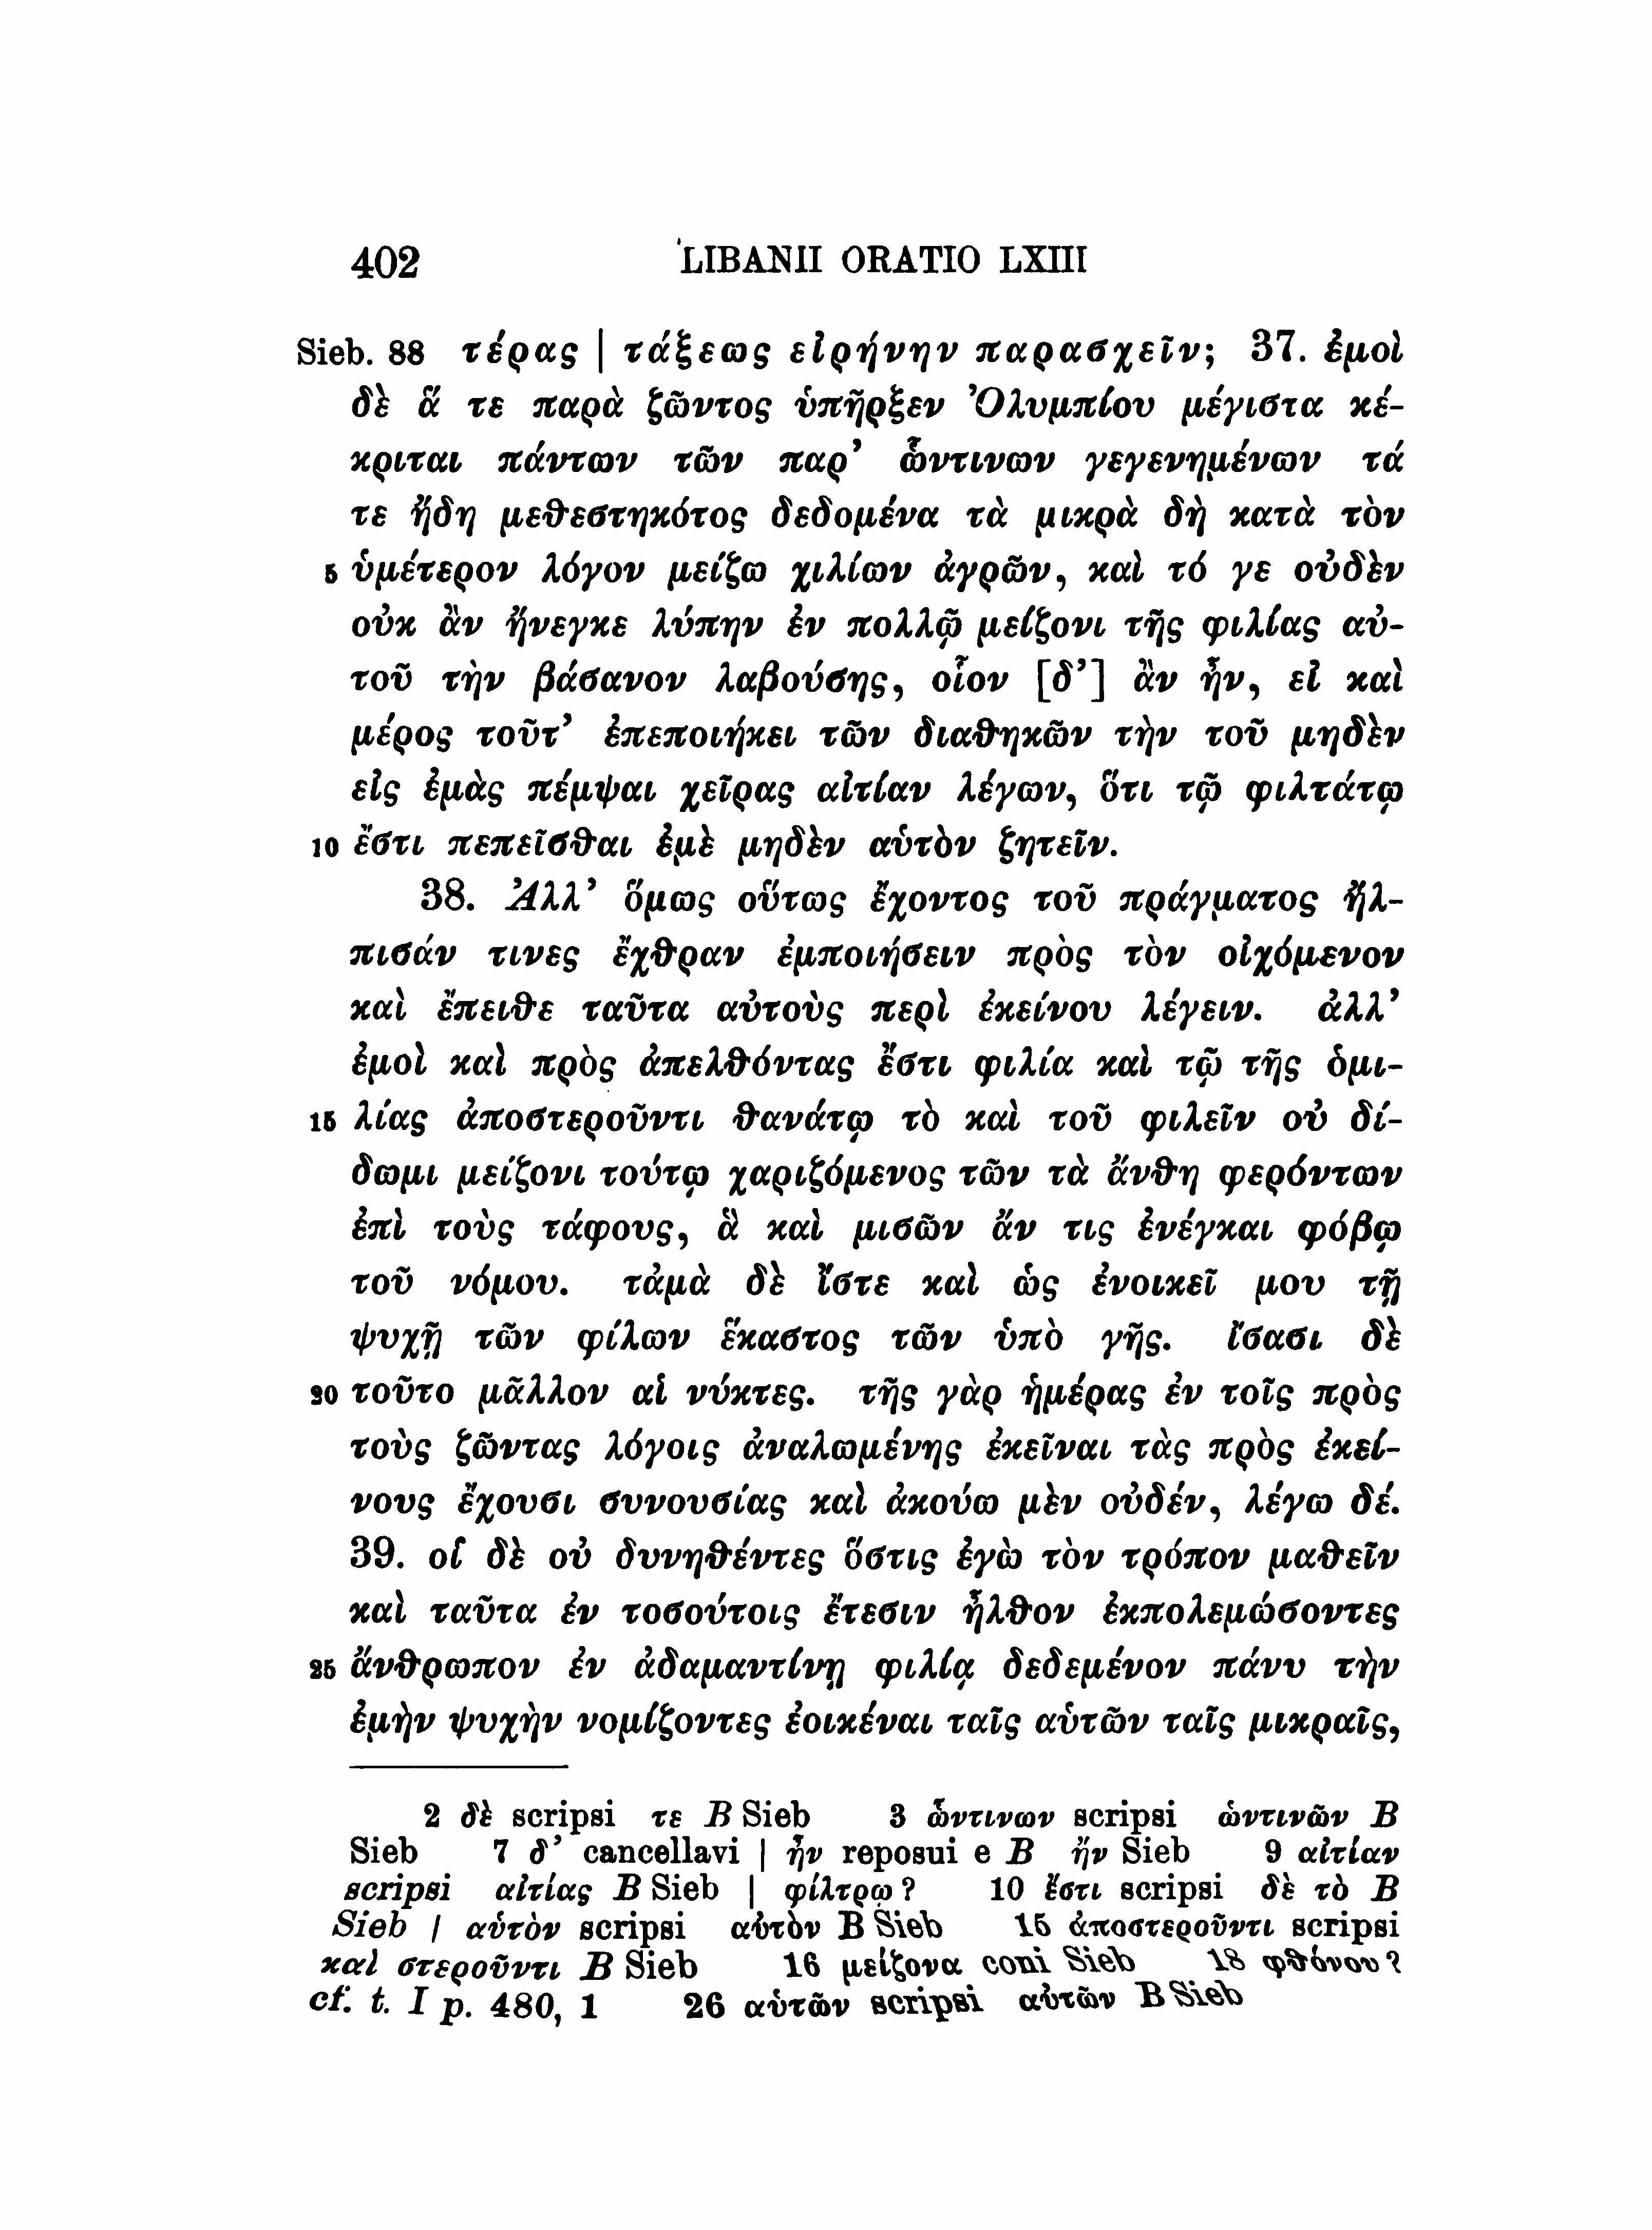 402 LIBANII ORATIO LXIII
Sieb. 88 τέρας | τάξεως εἰρήνην παρασχεῖν; 37. ἐμοὶ
δὲ ἅ τε παρὰ ζῶντος ὑπῆρξεν Ὀλυμπίου μέγιστα κέ-
κριται πάντων τῶν παρ’ ὧντινων γεγενημένων τά
τε ἤδη μεθεστηκότος δεδομένα τὰ μικρὰ δὴ κατὰ τὸν
5 ὑμέτερον λόγον μείζω χιλίων ἀγρῶν, καὶ τό γε οὐδὲν
οὐκ ἂν ἤνεγκε λύπην ἐν πολλῷ μείζονι τῆς φιλίας αὐ-
τοῦ τὴν βάσανον λαβούσης, οἷον [δ’] ἂν ἦν, εἰ καὶ
μέρος τοῦτ’ ἐπεποιήκει τῶν διαθηκῶν τὴν τοῦ μηδὲν
εἰς ἐμὰς πέμψαι χεῖρας αἰτίαν λέγων, ὅτι τῷ φιλτάτῳ
10 ἔστι πεπεῖσθαι ἐμὲ μηδὲν αὑτὸν ζητεῖν.
38. Ἀλλ’ ὅμως οὕτως ἔχοντος τοῦ πράγματος ἤλ-
πισάν τινες ἔχθραν ἐμποιήσειν πρὸς τὸν οἰχόμενον
καὶ ἔπειθε ταῦτα αὐτοὺς περὶ ἐκείνου λέγειν. ἀλλ’
ἐμοὶ καὶ πρὸς ἀπελθόντας ἔστι φιλία καὶ τῷ τῆς ὁμι-
15 λίας ἀποστεροῦντι θανάτῳ τὸ καὶ τοῦ φιλεῖν οὐ δί-
δωμι μείζονι τούτῳ χαριζόμενος τῶν τὰ ἄνθη φερόντων
ἐπὶ τοὺς τάφους, ἃ καὶ μισῶν ἄν τις ἐνέγκαι φόβῳ
τοῦ νόμου. τἀμὰ δὲ ἴστε καὶ ὡς ἐνοικεῖ μου τῇ
ψυχῇ τῶν φίλων ἕκαστος τῶν ὑπὸ γῆς. ἴσασι δὲ
20 τοῦτο μᾶλλον αἱ νύκτες. τῆς γὰρ ἡμέρας ἐν τοῖς πρὸς
τοὺς ζῶντας λόγοις ἀναλωμένης ἐκεῖναι τὰς πρὸς ἐκεί-
νους ἔχουσι συνουσίας καὶ ἀκούω μὲν οὐδέν, λέγω δέ.
39. οἱ δὲ οὐ δυνηθέντες ὅστις ἐγὼ τὸν τρόπον μαθεῖν
καὶ ταῦτα ἐν τοσούτοις ἔτεσιν ἦλθον ἐκπολεμώσοντες
25 ἄνθρωπον ἐν ἀδαμαντίνῃ φιλίᾳ δεδεμένον πάνυ τὴν
ἐμὴν ψυχὴν νομίζοντες ἐοικέναι ταῖς αὑτῶν ταῖς μικραῖς,
2 δὲ scripsi τε B Sieb 3 ὧντινων scripsi ὡντινῶν B
Sieb 7 δ’ cancellavi | ἦν reposui e B ἤν Sieb 9 αἰτίαν
scripsi αἰτίας B Sieb | φίλτρῳ? 10 ἔστι scripsi δὲ τὸ B
Sieb | αὑτὸν scripsi αὐτὸν B Sieb 15 ἀποστεροῦντι scripsi
καὶ στεροῦντι B Sieb 16 μείζονα coni Sieb 18 φθόνου?
cf. t. I p. 480, 1 26 αὑτῶν scripsi αὐτῶν B Sieb